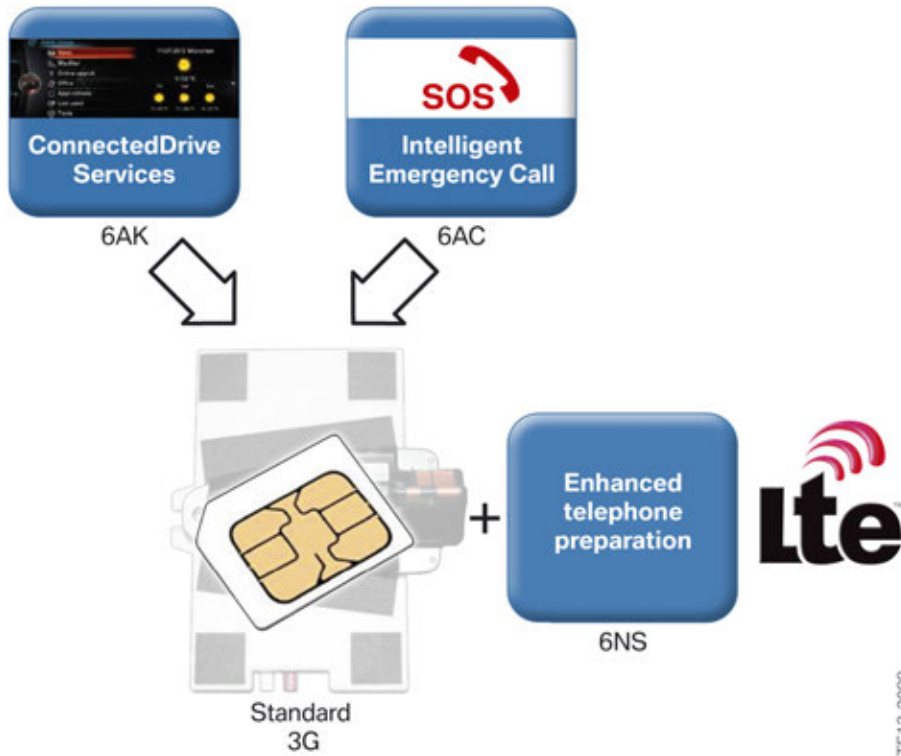 ConnectedDrive
Services
6AK
SOS
Intelligent
Emergency Call
6AC
Standard
3G
+
Enhanced
telephone
preparation
6NS
Lte